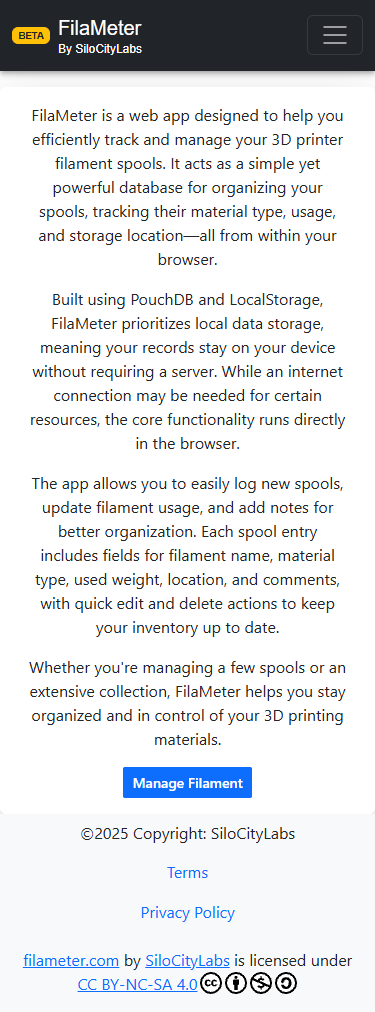 BETA
FilaMeter
By SiloCityLabs
FilaMeter is a web app designed to help you
efficiently track and manage your 3D printer
filament spools. It acts as a simple yet
powerful database for organizing your
spools, tracking their material type, usage,
and storage location—all from within your
browser.
Built using PouchDB and LocalStorage,
FilaMeter prioritizes local data storage,
meaning your records stay on your device
without requiring a server. While an internet
connection may be needed for certain
resources, the core functionality runs directly
in the browser.
The app allows you to easily log new spools,
update filament usage, and add notes for
better organization. Each spool entry
includes fields for filament name, material
type, used weight, location, and comments,
with quick edit and delete actions to keep
your inventory up to date.
Whether you're managing a few spools or an
extensive collection, FilaMeter helps you stay
organized and in control of your 3D printing
materials.
Manage Filament
©2025 Copyright: SiloCityLabs
Terms
Privacy Policy
filameter.com by SiloCityLabs is licensed under
CC BY-NC-SA 4.0